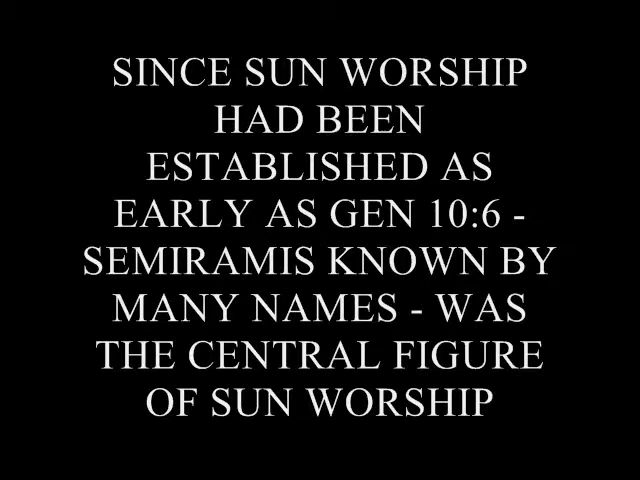 SINCE SUN WORSHIP
HAD BEEN
ESTABLISHED AS
EARLY AS GEN 10:6 -
SEMIRAMIS KNOWN BY
MANY NAMES - WAS
THE CENTRAL FIGURE
OF SUN WORSHIP